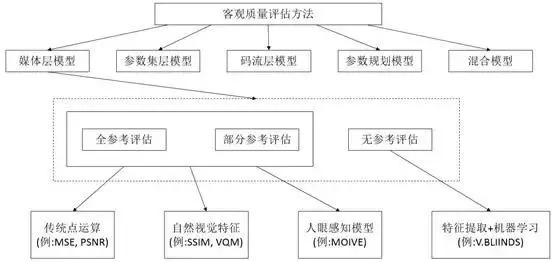 客观质量评估方法
媒体层模型
参数集层模型
码流层模型
参数规划模型
混合模型
全参考评估
部分参考评估
无参考评估
传统点运算
(例:MSE, PSNR)
自然视觉特征
(例:SSIM, VQM)
人眼感知模型
(例:MOIVE)
特征提取+机器学习
(例:V.BLIINDS)